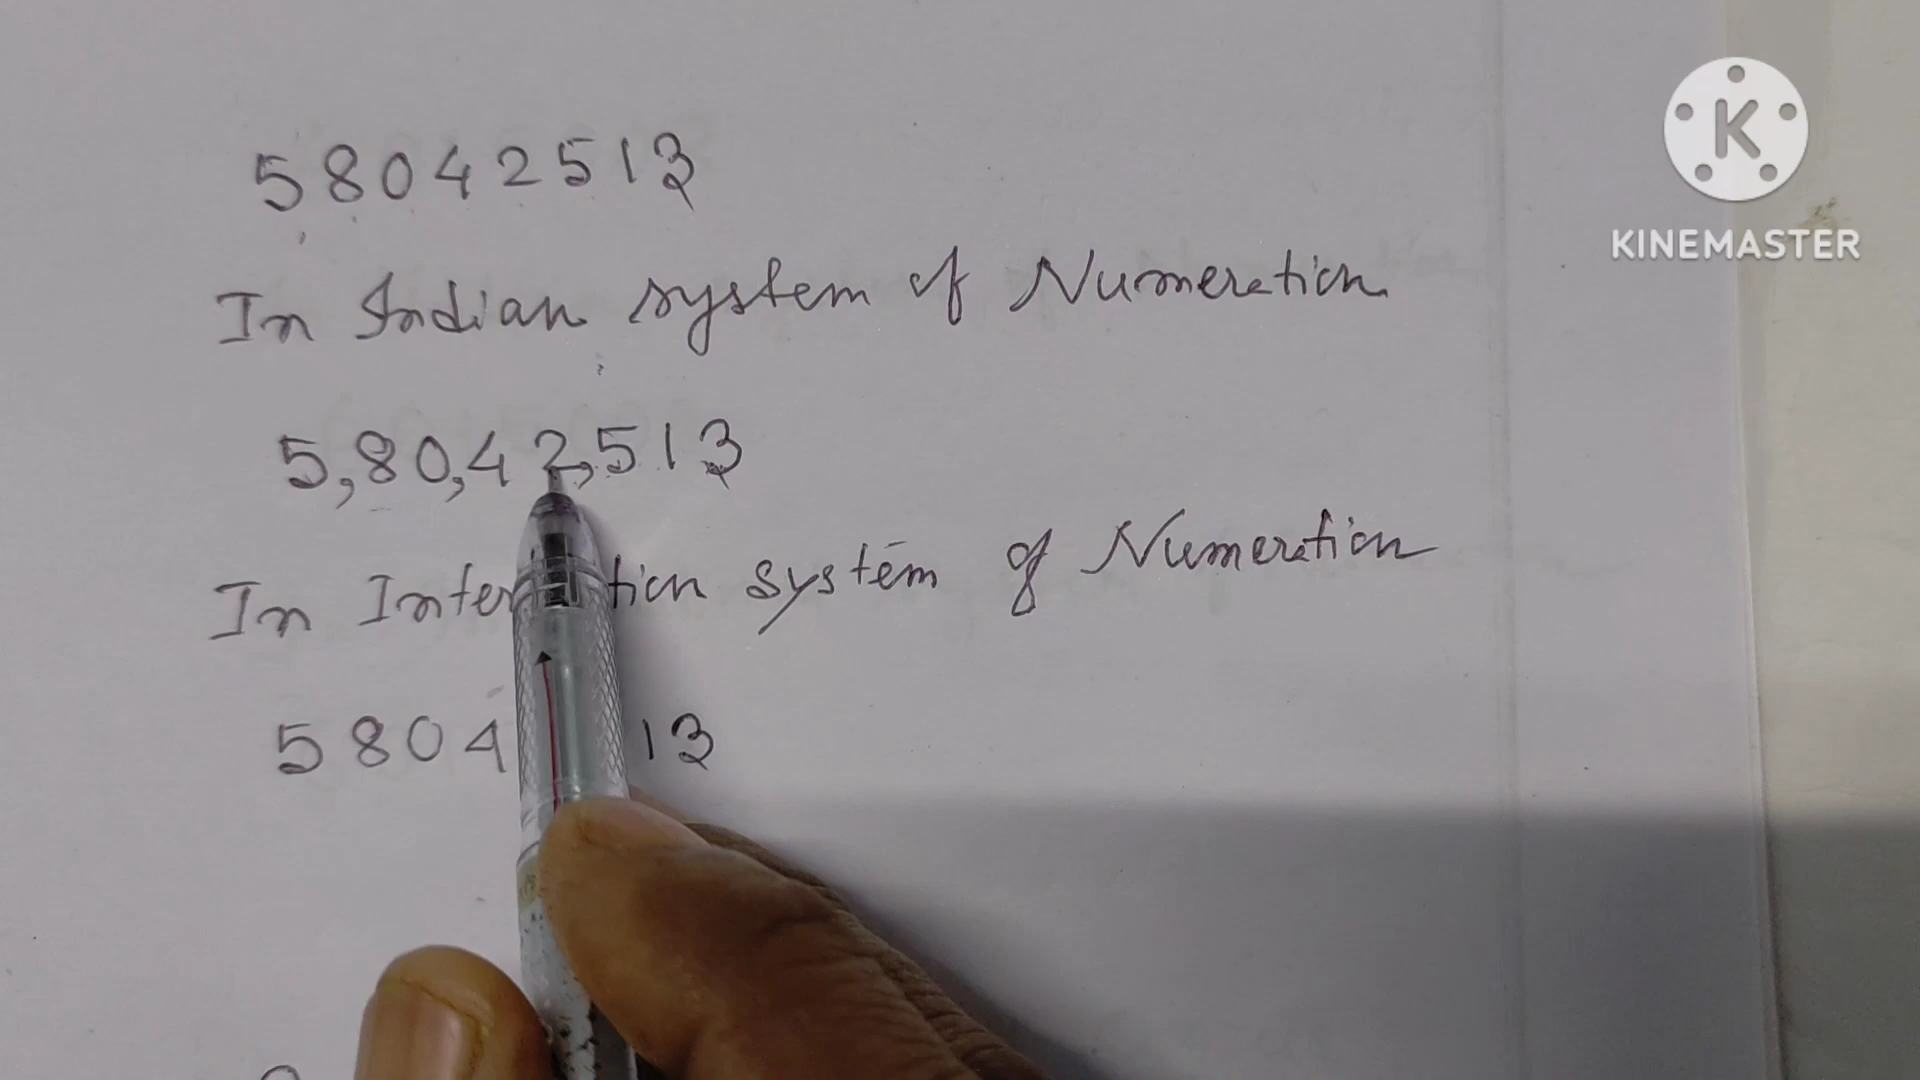 58042513
In Indian system of Numeration
5,80,42,513
In system of Numeration
5804 13
KINEMASTER